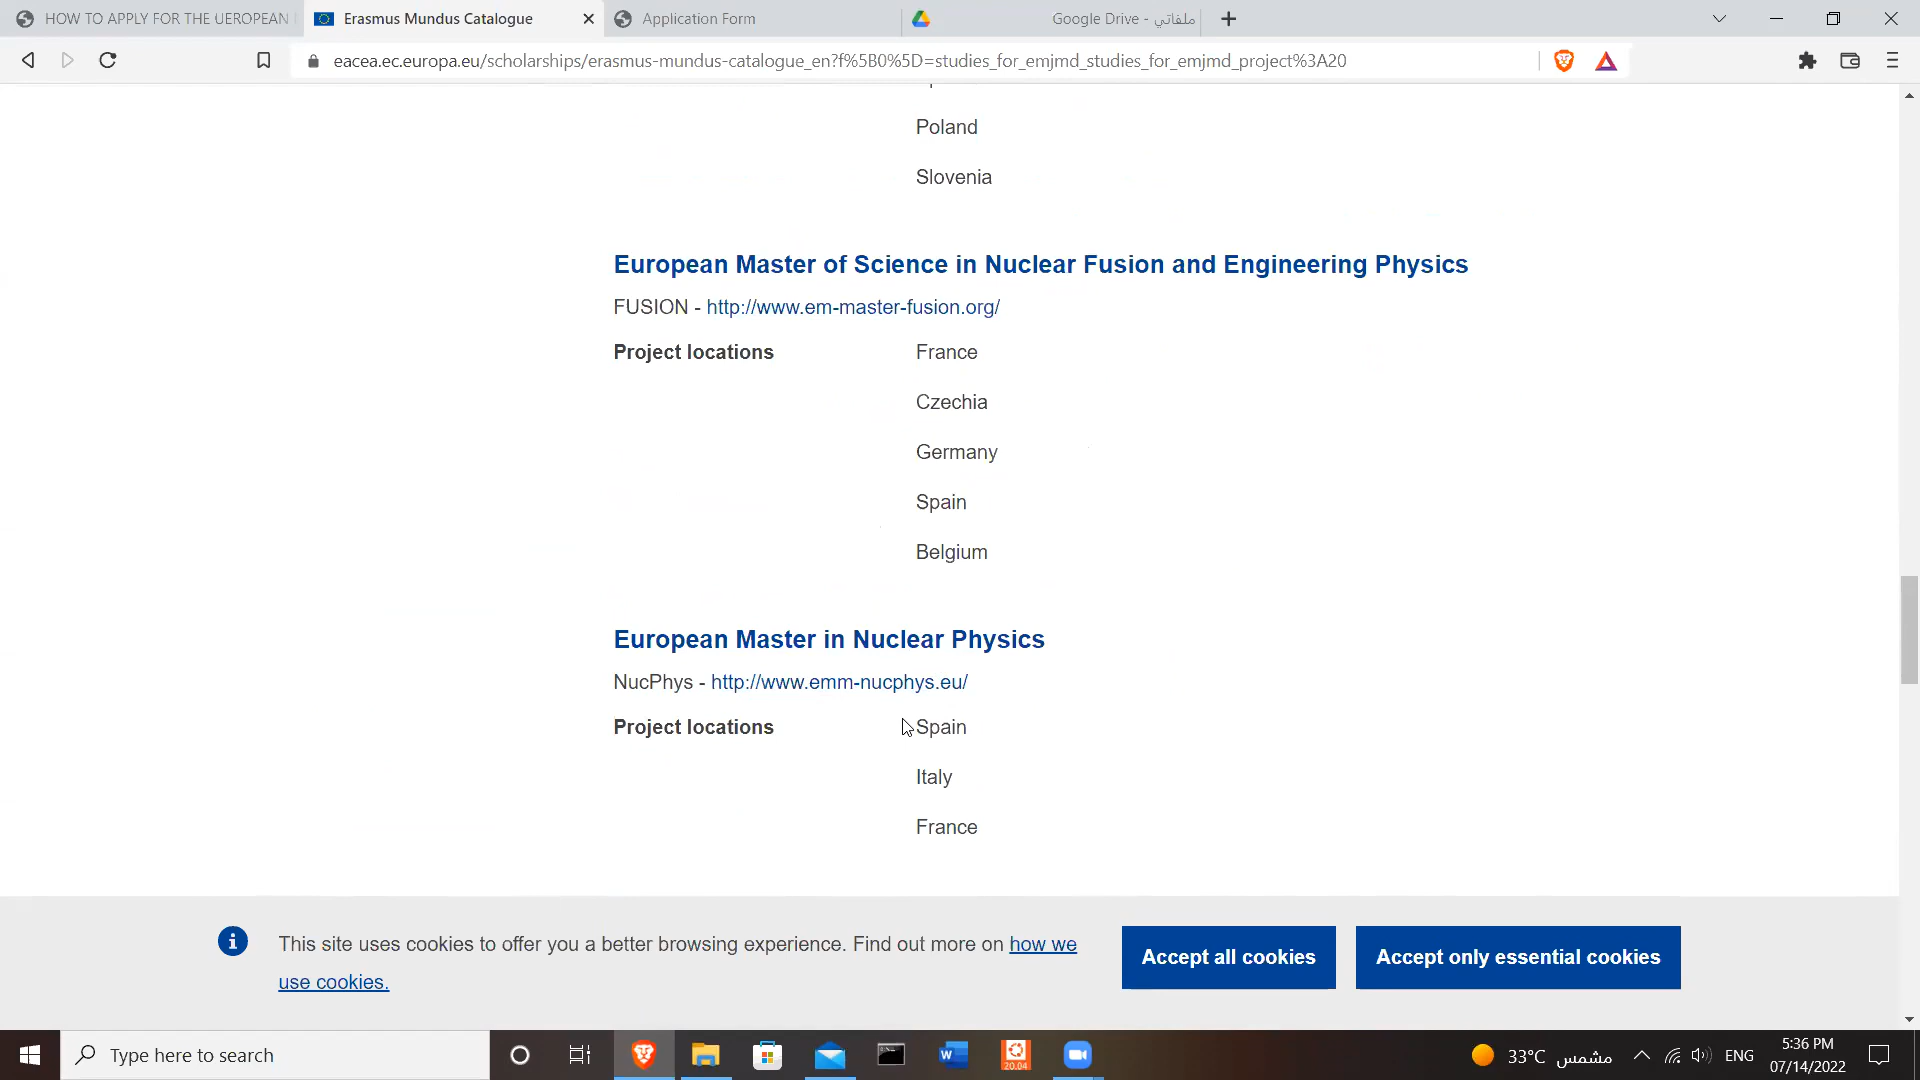 HOW TO APPLY FOR THE UEROPEAN
Erasmus Mundus Catalogue
Application Form
ملفاتي - Google Drive
eacea.ec.europa.eu/scholarships/erasmus-mundus-catalogue_en?f%5B0%5D=studies_for_emjmd_studies_for_emjmd_project%3A20
Poland
Slovenia
European Master of Science in Nuclear Fusion and Engineering Physics
FUSION - http://www.em-master-fusion.org/
Project locations
France
Czechia
Germany
Spain
Belgium
European Master in Nuclear Physics
NucPhys - http://www.emm-nucphys.eu/
Project locations
Spain
Italy
France
This site uses cookies to offer you a better browsing experience. Find out more on how we
use cookies.
Accept all cookies
Accept only essential cookies
Type here to search
20.04
33°C مشمس
ENG
5:36 PM
07/14/2022